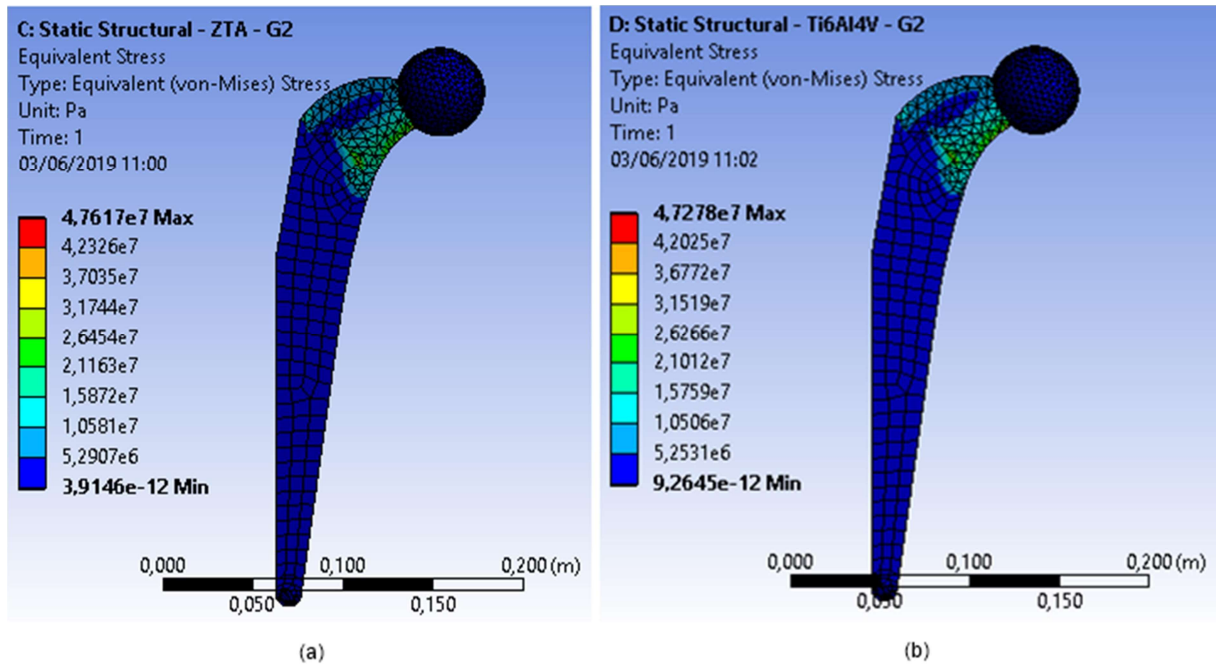 C: Static Structural - ZTA - G2
Equivalent Stress
Type: Equivalent (von-Mises) Stress
Unit: Pa
Time: 1
03/06/2019 11:00
4,7617e7 Max
4,2326e7
3,7035e7
3,1744e7
2,6454e7
2,1163e7
1,5872e7
1,0581e7
5,2907e6
3,9146e-12 Min
0,000 0,100 0,200 (m)
0,050 0,150
(a)
D: Static Structural - Ti6Al4V - G2
Equivalent Stress
Type: Equivalent (von-Mises) Stress
Unit: Pa
Time: 1
03/06/2019 11:02
4,7278e7 Max
4,2025e7
3,6772e7
3,1519e7
2,6266e7
2,1012e7
1,5759e7
1,0506e7
5,2531e6
9,2645e-12 Min
0,000 0,100 0,200 (m)
0,050 0,150
(b)